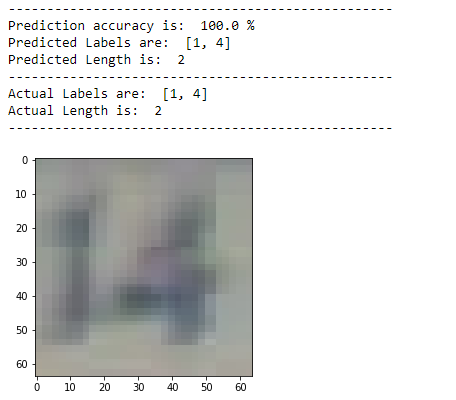 --------------------------------------------------
Prediction accuracy is:  100.0 %
Predicted Labels are:  [1, 4]
Predicted Length is:  2
--------------------------------------------------
Actual Labels are:  [1, 4]
Actual Length is:  2
--------------------------------------------------
0
10
20
30
40
50
60
14
0 10 20 30 40 50 60